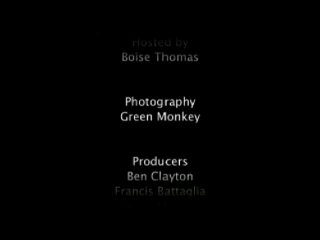 Hosted by
Boise Thomas
Photography
Green Monkey
Producers
Ben Clayton
Francis Battaglia